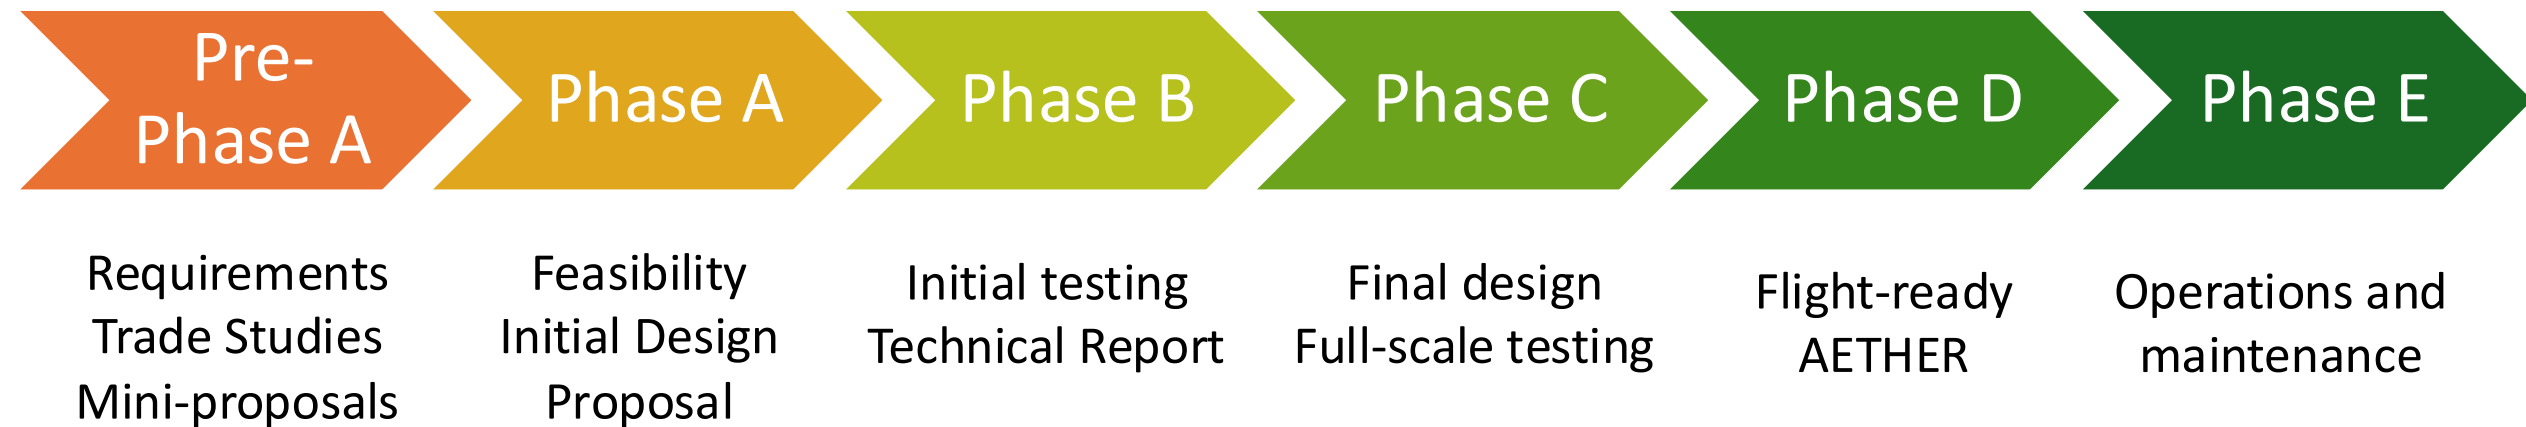 Pre-
Phase A
Phase A
Phase B
Phase C
Phase D
Phase E
Requirements
Trade Studies
Mini-proposals
Feasibility
Initial Design
Proposal
Initial testing
Technical Report
Final design
Full-scale testing
Flight-ready
AETHER
Operations and
maintenance